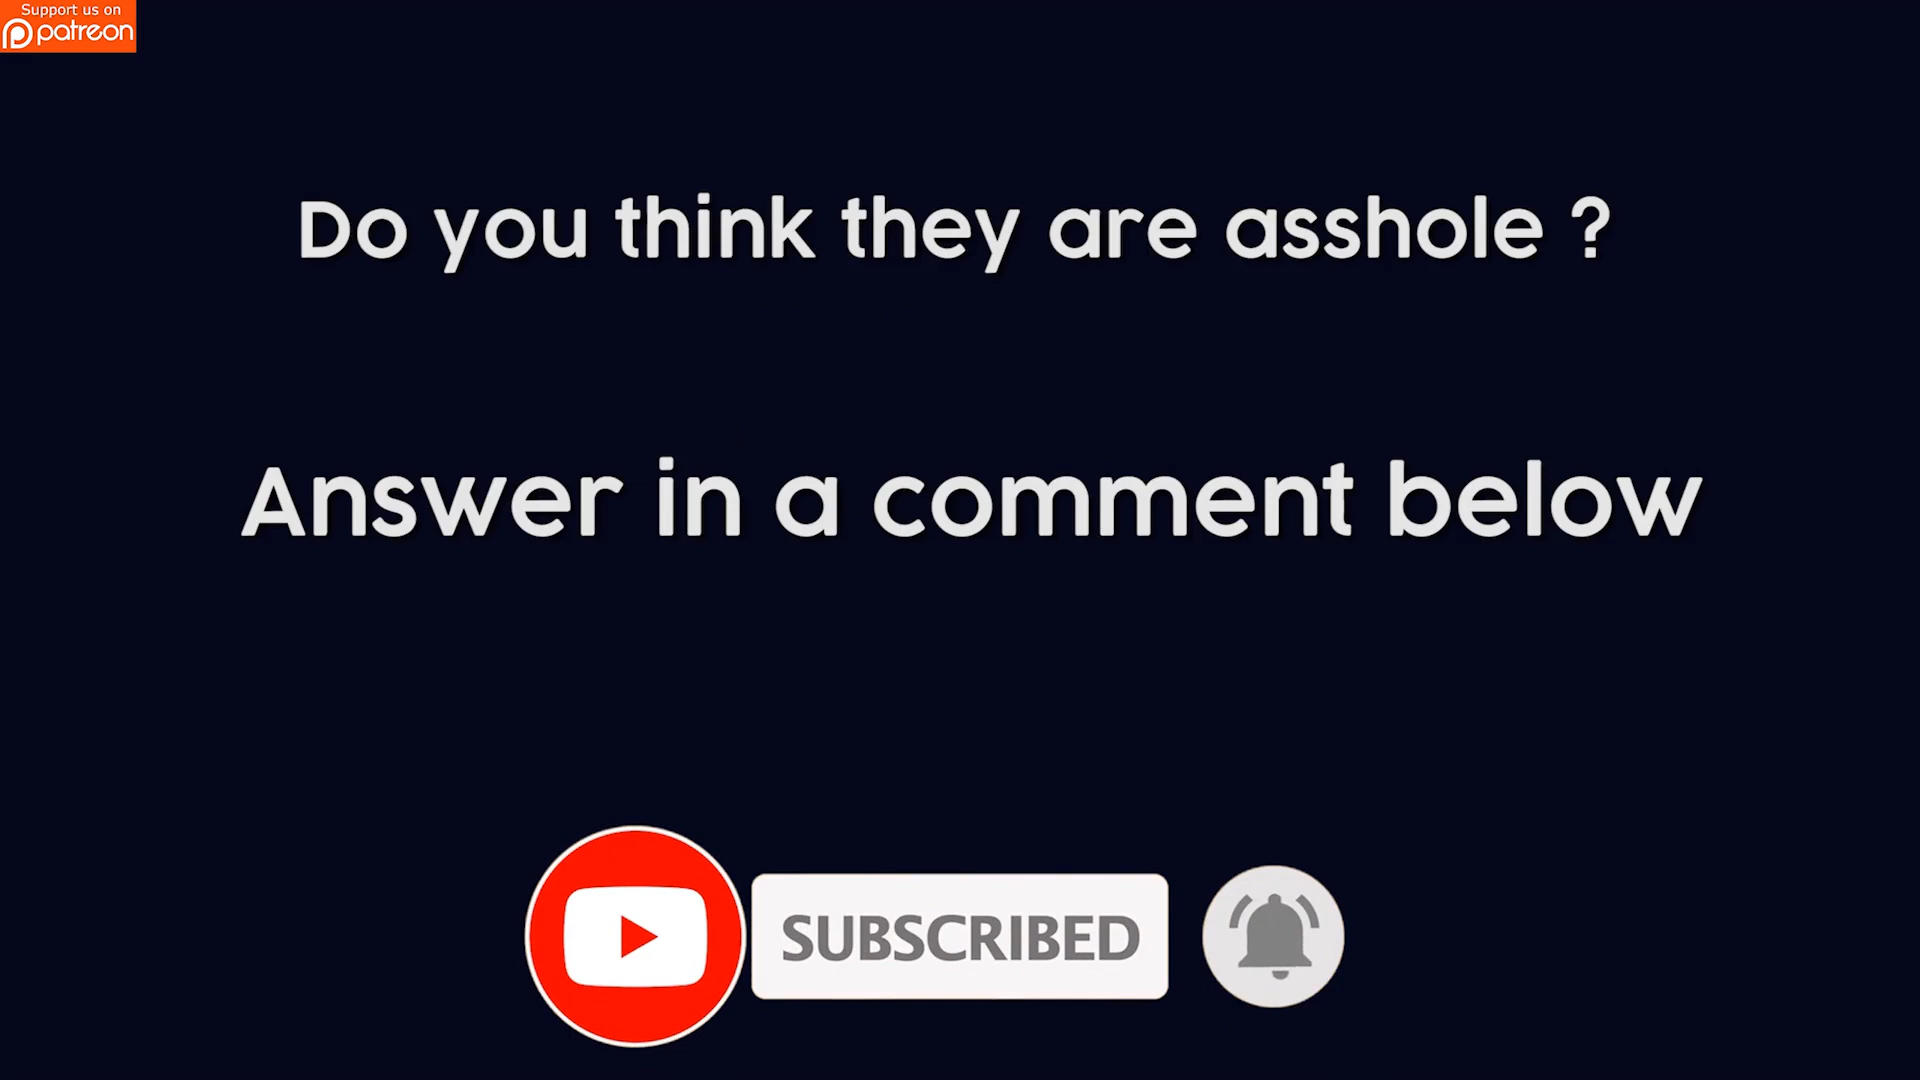 Support us on
patreon
Do you think they are asshole ?
Answer in a comment below
SUBSCRIBED